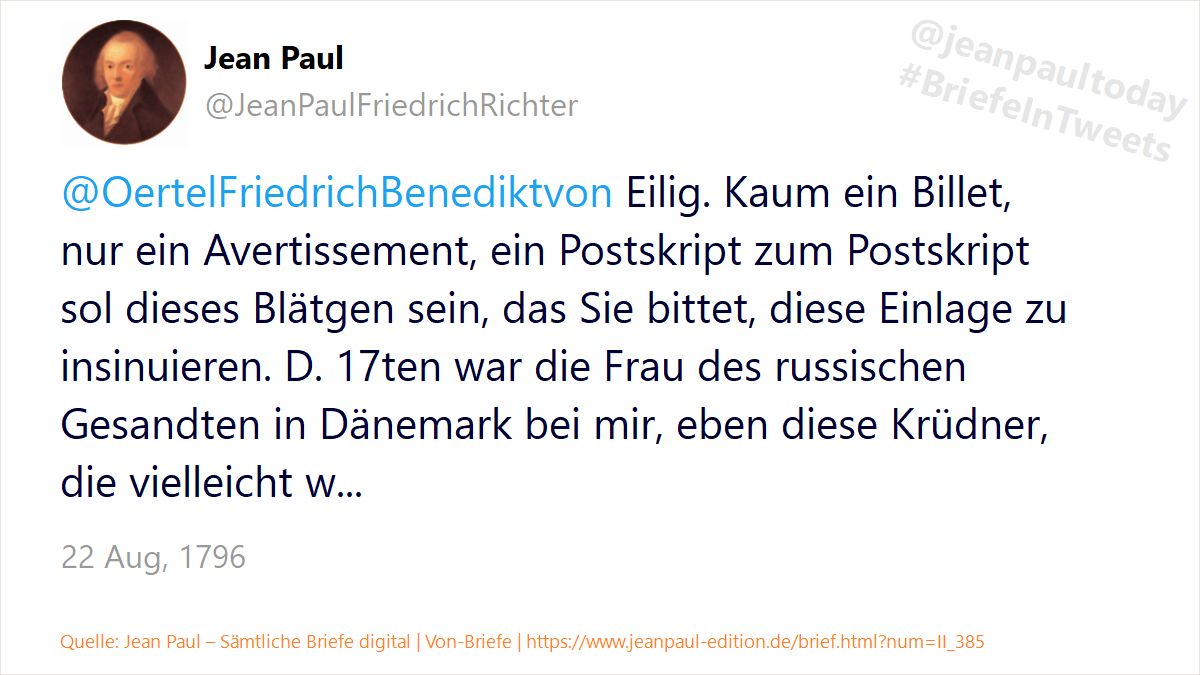 Jean Paul
@JeanPaulFriedrichRichter
@jeanpaultoday
#BriefeInTweets
@OertelFriedrichBenediktvon Eilig. Kaum ein Billet,
nur ein Avertissement, ein Postskript zum Postskript
sol dieses Blätgen sein, das Sie bittet, diese Einlage zu
insinuieren. D. 17ten war die Frau des russischen
Gesandten in Dänemark bei mir, eben diese Krüdner,
die vielleicht w...
22 Aug, 1796
Quelle: Jean Paul – Sämtliche Briefe digital | Von-Briefe | https://www.jeanpaul-edition.de/brief.html?num=II_385